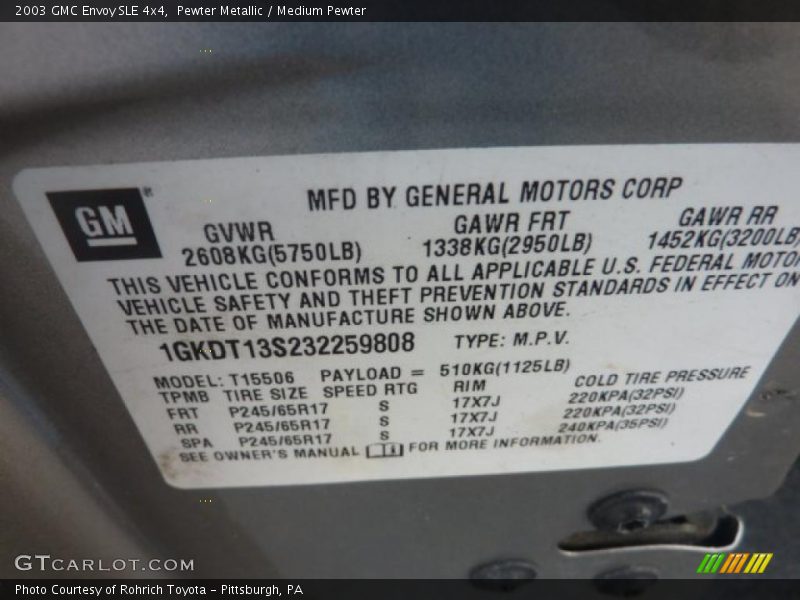 2003 GMC Envoy SLE 4x4,  Pewter Metallic / Medium Pewter
MFD BY GENERAL MOTORS CORP
GM®
GVWR GAWR FRT GAWR RR
2608KG(5750LB) 1338KG(2950LB) 1452KG(3200LB)
THIS VEHICLE CONFORMS TO ALL APPLICABLE U.S. FEDERAL MOTO
VEHICLE SAFETY AND THEFT PREVENTION STANDARDS IN EFFECT ON
THE DATE OF MANUFACTURE SHOWN ABOVE.
1GKDT13S232259808 TYPE: M.P.V.
MODEL: T15506 PAYLOAD = 510KG(1125LB)
TPMB TIRE SIZE SPEED RTG RIM COLD TIRE PRESSURE
FRT P245/65R17 S 17X7J 220KPA(32PSI)
RR P245/65R17 S 17X7J 220KPA(32PSI)
SPA P245/65R17 S 17X7J 240KPA(35PSI)
SEE OWNER'S MANUAL FOR MORE INFORMATION.
GTCARLOT.COM
Photo Courtesy of Rohrich Toyota - Pittsburgh, PA